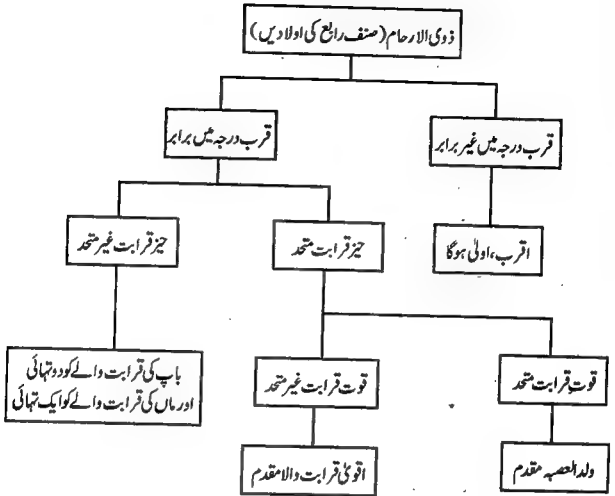 ذوی الارحام (صنف رابع کی اولادیں)
قرب درجہ میں غیر برابر
قرب درجہ میں برابر
اقرب، اولیٰ ہوگا
حیز قرابت متحد
حیز قرابت غیر متحد
قوتِ قرابت متحد
قوت قرابت غیر متحد
باپ کی قرابت والے کو دو تہائی
اور ماں کی قرابت والے کو ایک تہائی
ولد العصبہ مقدم
اقویٰ قرابت والا مقدم